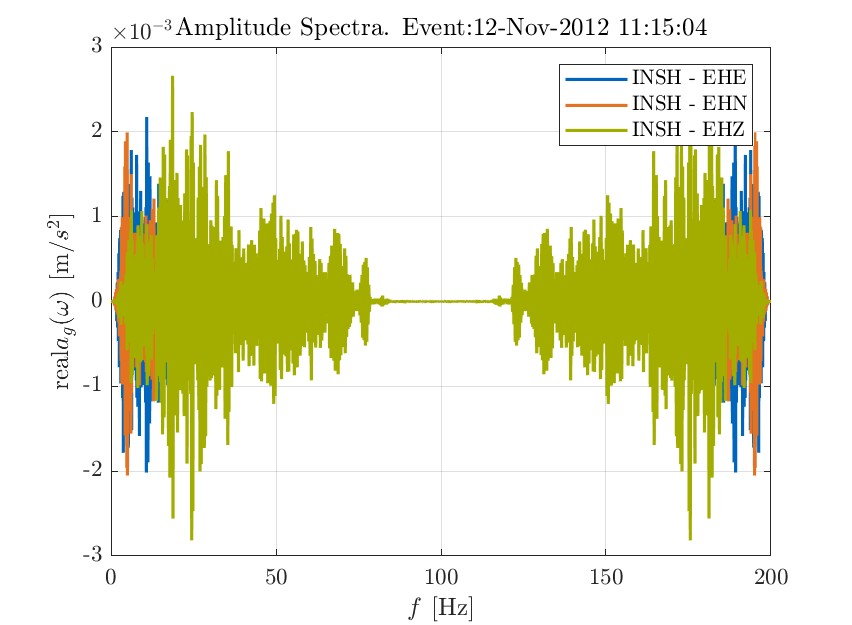 ×10⁻³ Amplitude Spectra. Event:12-Nov-2012 11:15:04
INSH - EHE
INSH - EHN
INSH - EHZ
3
2
1
0
-1
-2
-3
real a_g(ω) [m/s²]
0 50 100 150 200
f [Hz]